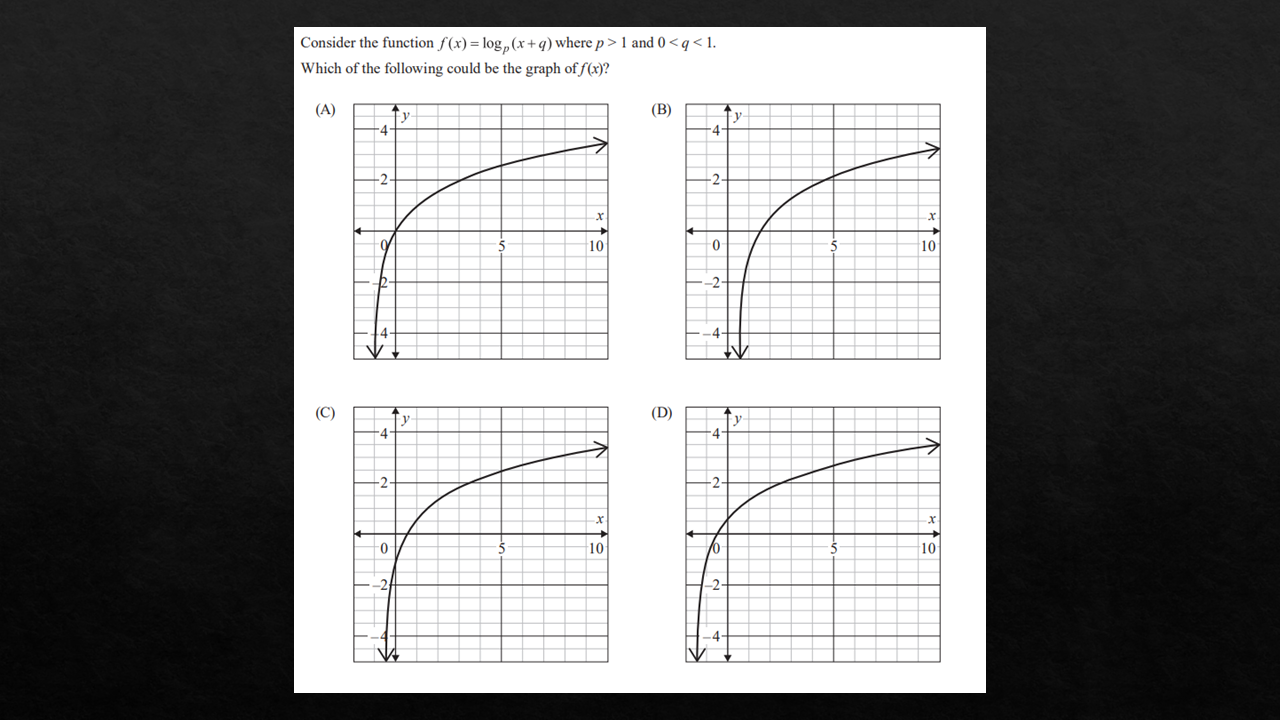 Consider the function f(x) = logₚ(x+q) where p > 1 and 0 < q < 1.
Which of the following could be the graph of f(x)?
(A)
y
4
2
x
0
5
10
–2
–4
(B)
y
4
2
x
0
5
10
–2
–4
(C)
y
4
2
x
0
5
10
–2
–4
(D)
y
4
2
x
0
5
10
–2
–4